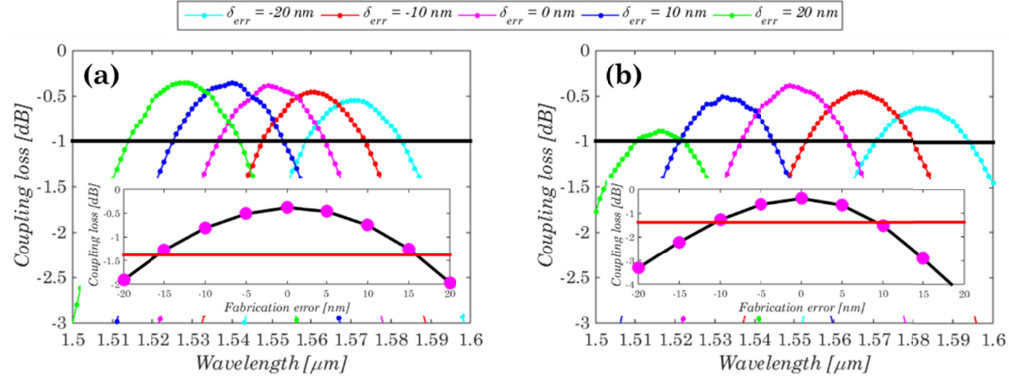 δerr = -20 nm δerr = -10 nm δerr = 0 nm δerr = 10 nm δerr = 20 nm
(a)
Coupling loss [dB]
0
-0.5
-1
-1.5
-2
-2.5
-3
1.5 1.51 1.52 1.53 1.54 1.55 1.56 1.57 1.58 1.59 1.6
Wavelength [μm]
Coupling loss [dB]
0
-0.5
-1
-1.5
-2
-20 -15 -10 -5 0 5 10 15 20
Fabrication error [nm]
(b)
Coupling loss [dB]
0
-0.5
-1
-1.5
-2
-2.5
-3
1.5 1.51 1.52 1.53 1.54 1.55 1.56 1.57 1.58 1.59 1.6
Wavelength [μm]
Coupling loss [dB]
0
-1
-2
-3
-4
-20 -15 -10 -5 0 5 10 15 20
Fabrication error [nm]